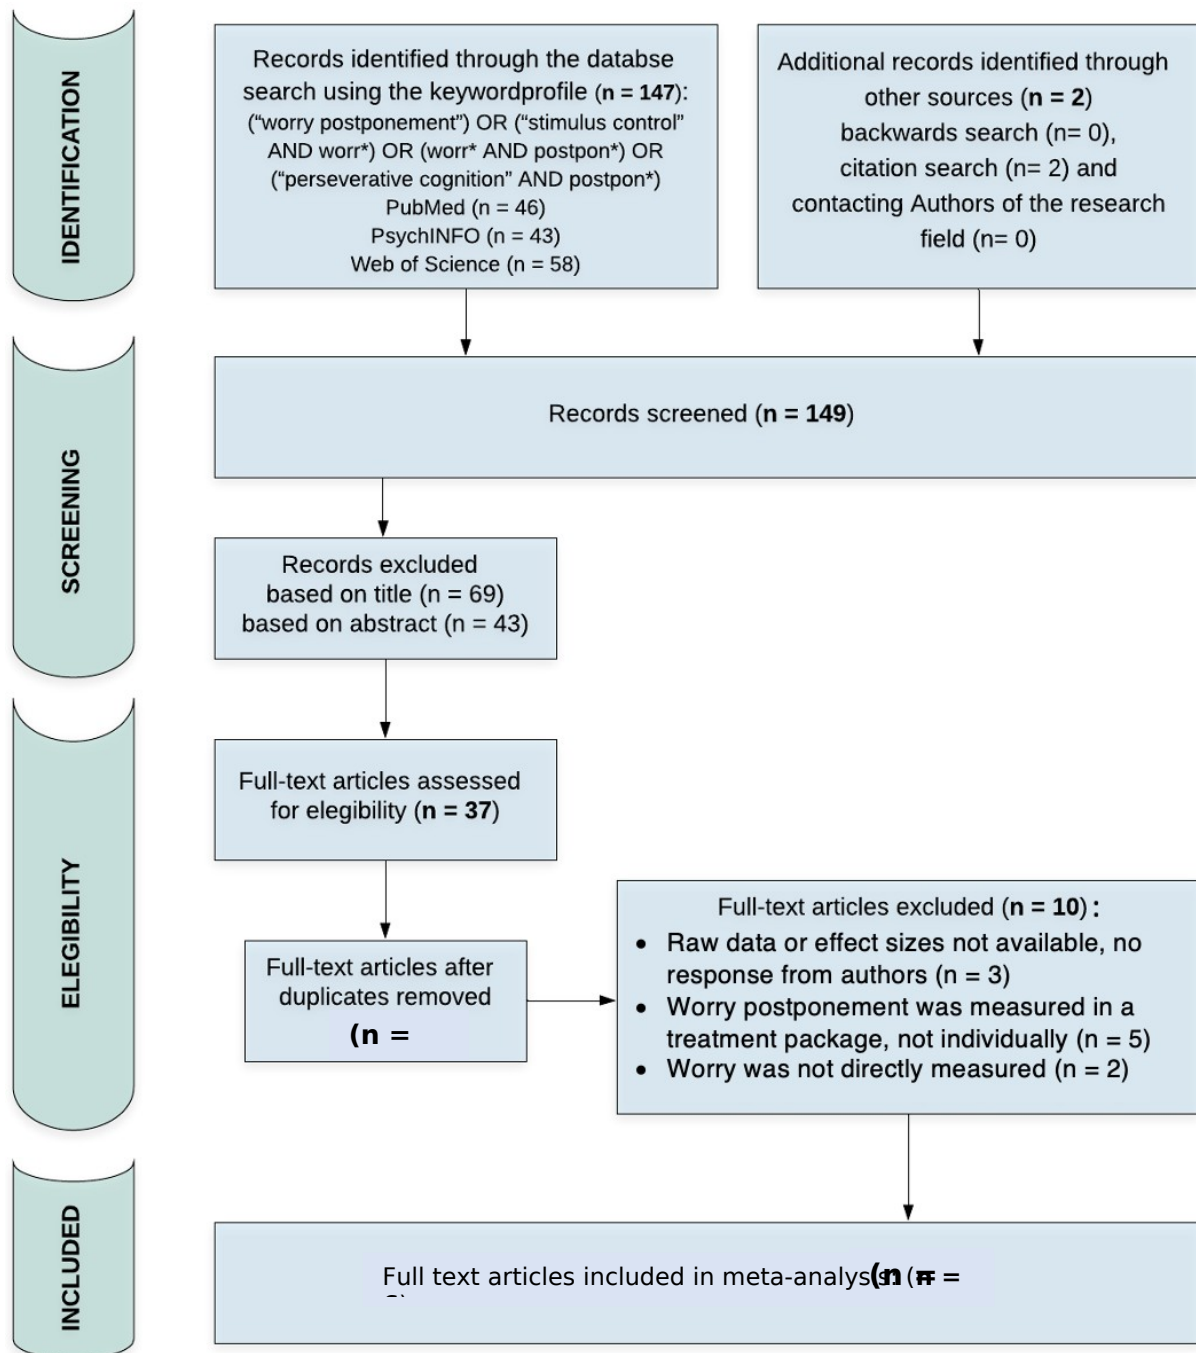 IDENTIFICATION
Records identified through the databse
search using the keywordprofile (n = 147):
(“worry postponement”) OR (“stimulus control”
AND worr*) OR (worr* AND postpon*) OR
(“perseverative cognition” AND postpon*)
PubMed (n = 46)
PsychINFO (n = 43)
Web of Science (n = 58)
Additional records identified through
other sources (n = 2)
backwards search (n= 0),
citation search (n= 2) and
contacting Authors of the research
field (n= 0)
SCREENING
Records screened (n = 149)
Records excluded
based on title (n = 69)
based on abstract (n = 43)
ELEGIBILITY
Full-text articles assessed
for elegibility (n = 37)
Full-text articles after
duplicates removed
(n =
Full-text articles excluded (n = 10) :
• Raw data or effect sizes not available, no
response from authors (n = 3)
• Worry postponement was measured in a
treatment package, not individually (n = 5)
• Worry was not directly measured (n = 2)
INCLUDED
Full text articles included in meta-analysis (n =